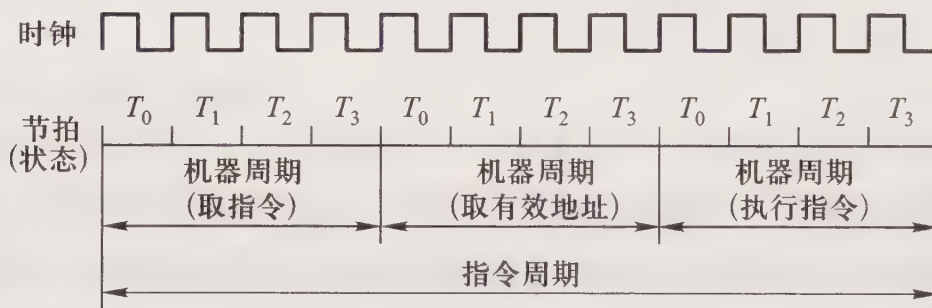 时钟
节拍
(状态)
T₀ T₁ T₂ T₃ T₀ T₁ T₂ T₃ T₀ T₁ T₂ T₃
机器周期 机器周期 机器周期
(取指令) (取有效地址) (执行指令)
指令周期